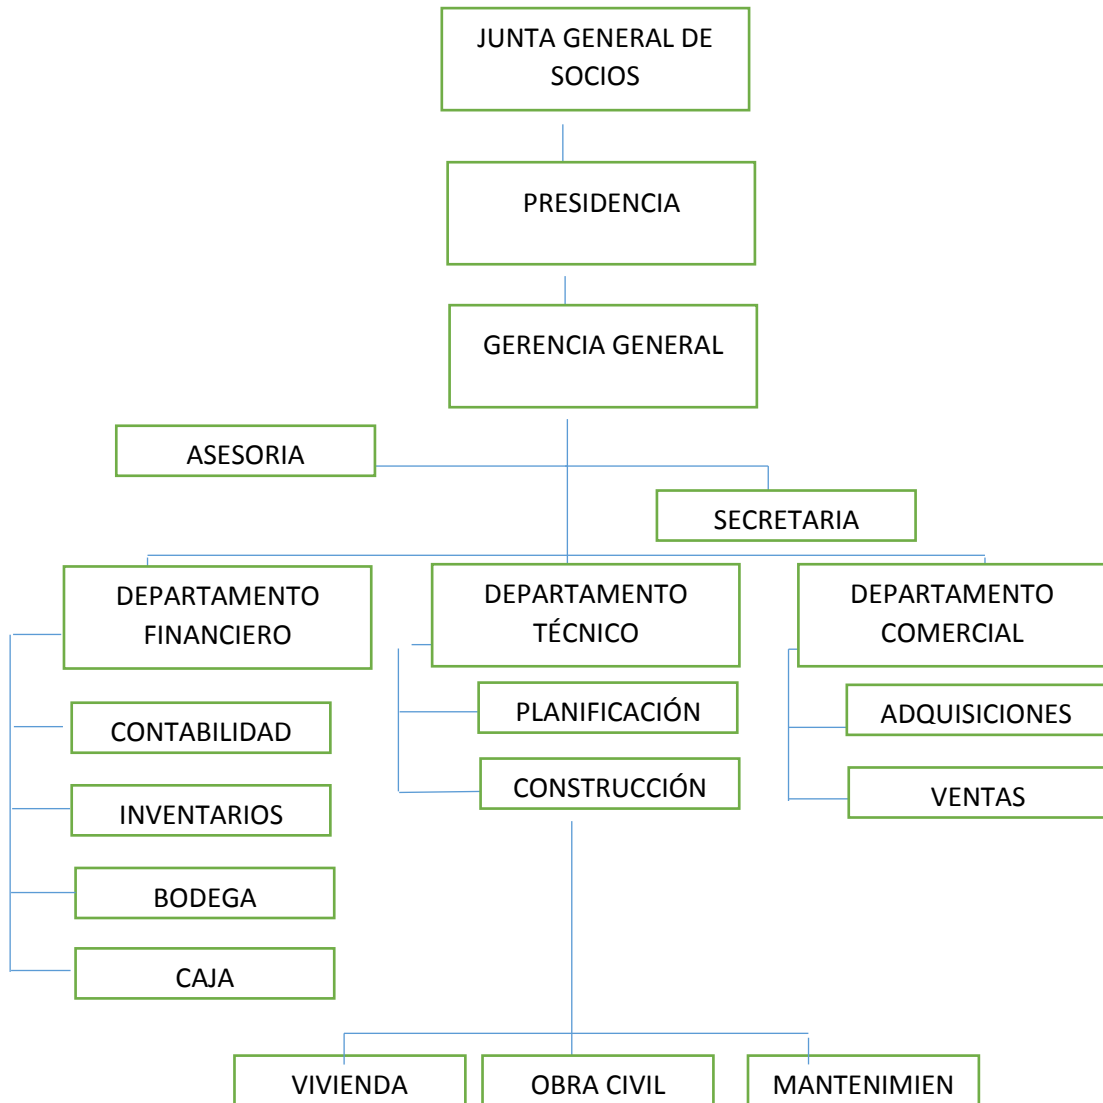 JUNTA GENERAL DE
SOCIOS
PRESIDENCIA
GERENCIA GENERAL
ASESORIA
SECRETARIA
DEPARTAMENTO
FINANCIERO
DEPARTAMENTO
TÉCNICO
DEPARTAMENTO
COMERCIAL
CONTABILIDAD
INVENTARIOS
BODEGA
CAJA
PLANIFICACIÓN
CONSTRUCCIÓN
ADQUISICIONES
VENTAS
VIVIENDA
OBRA CIVIL
MANTENIMIEN